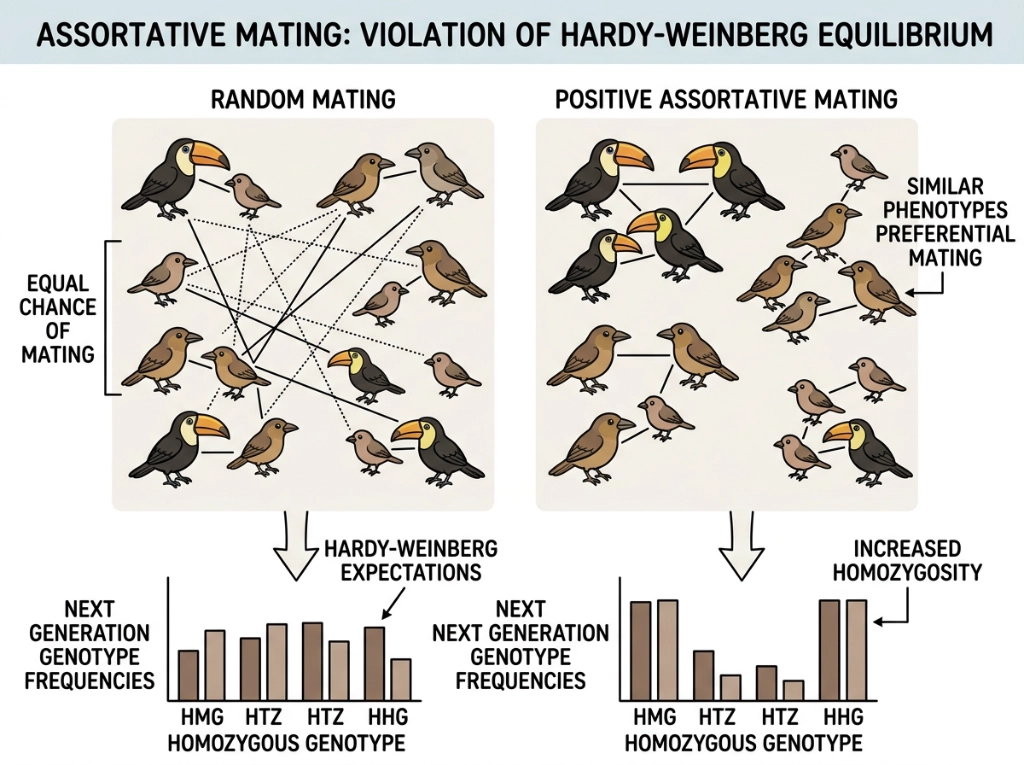 ASSORTATIVE MATING: VIOLATION OF HARDY-WEINBERG EQUILIBRIUM
RANDOM MATING
EQUAL
CHANCE
OF
MATING
POSITIVE ASSORTATIVE MATING
SIMILAR
PHENOTYPES
PREFERENTIAL
MATING
HARDY-WEINBERG
EXPECTATIONS
NEXT
GENERATION
GENOTYPE
FREQUENCIES
HMG HTZ HTZ HHG
HOMOZYGOUS GENOTYPE
INCREASED
HOMOZYGOSITY
NEXT
NEXT GENERATION
GENOTYPE
FREQUENCIES
HMG HTZ HTZ HHG
HOMOZYGOUS GENOTYPE